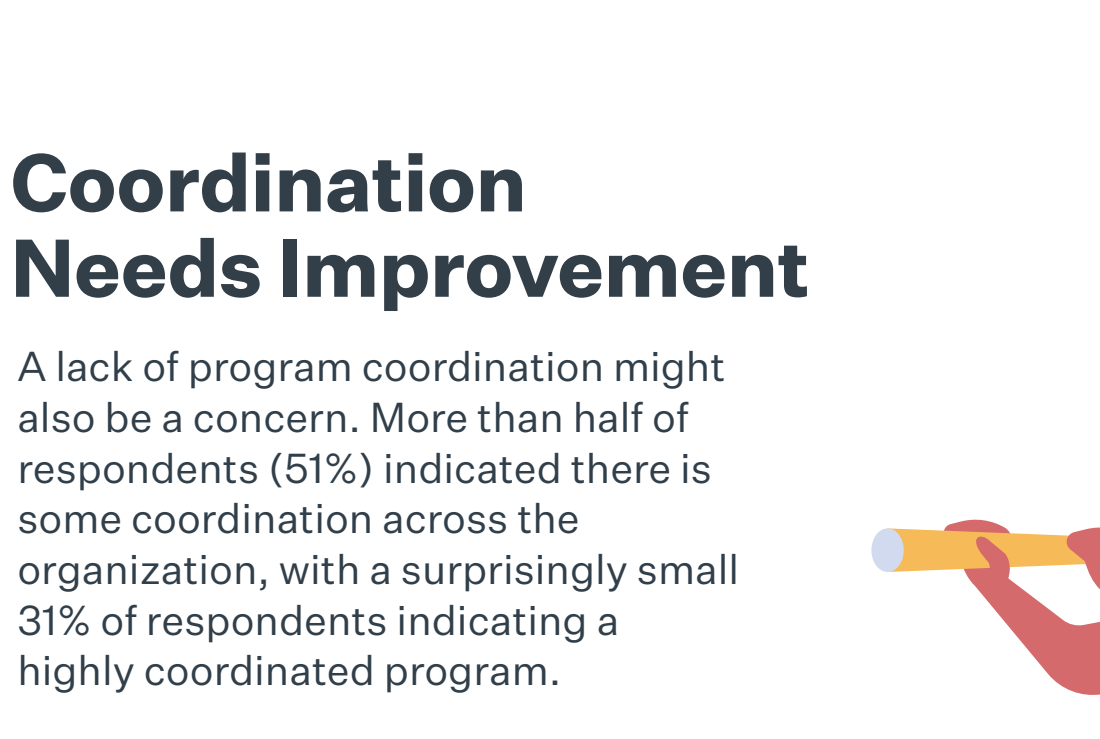 Coordination
Needs Improvement
A lack of program coordination might
also be a concern. More than half of
respondents (51%) indicated there is
some coordination across the
organization, with a surprisingly small
31% of respondents indicating a
highly coordinated program.